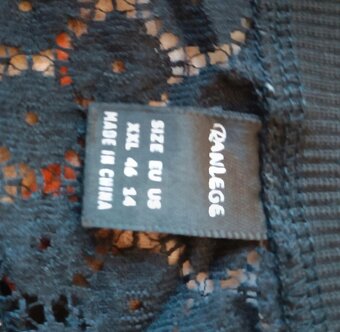 RANLEGE
SIZE EU US
XXL 46 14
MADE IN CHINA